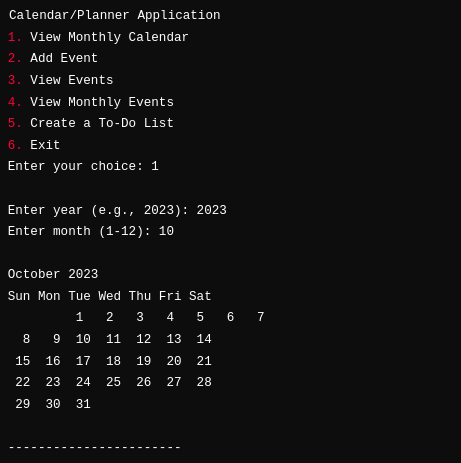 Calendar/Planner Application
1. View Monthly Calendar
2. Add Event
3. View Events
4. View Monthly Events
5. Create a To-Do List
6. Exit
Enter your choice: 1

Enter year (e.g., 2023): 2023
Enter month (1-12): 10

October 2023
Sun Mon Tue Wed Thu Fri Sat
         1   2   3   4   5   6   7
  8   9  10  11  12  13  14
 15  16  17  18  19  20  21
 22  23  24  25  26  27  28
 29  30  31

-----------------------